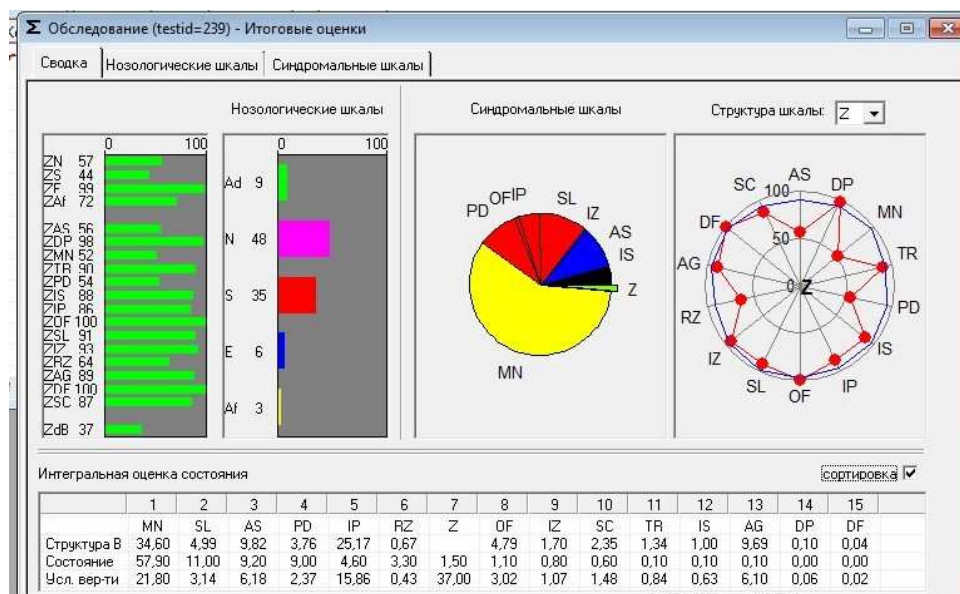 Σ Обследование (testid=239) - Итоговые оценки
Сводка Нозологические шкалы Синдромальные шкалы
Нозологические шкалы
0 100
ZN 57
ZS 44
ZE 99
ZAf 72
ZAS 56
ZDP 98
ZMN 52
ZTR 90
ZPD 54
ZIS 88
ZIP 86
ZOF 100
ZSL 91
ZIZ 93
ZRZ 64
ZAG 89
ZDF 100
ZSC 87
ZdB 37
0 100
Ad 9
N 48
S 35
E 6
Af 3
Синдромальные шкалы
PD OF IP SL IZ AS IS Z MN
Структура шкалы: Z
AS DP MN TR PD IS IP OF SL IZ RZ AG DF SC
100
50
0 Z
Интегральная оценка состояния сортировка
1 2 3 4 5 6 7 8 9 10 11 12 13 14 15
MN SL AS PD IP RZ Z OF IZ SC TR IS AG DP DF
Структура В 34,60 4,99 9,82 3,76 25,17 0,67 4,79 1,70 2,35 1,34 1,00 9,69 0,10 0,04
Состояние 57,90 11,00 9,20 9,00 4,60 3,30 1,50 1,10 0,80 0,60 0,10 0,10 0,10 0,00 0,00
Усл. вер-ти 21,80 3,14 6,18 2,37 15,86 0,43 37,00 3,02 1,07 1,48 0,84 0,63 6,10 0,06 0,02